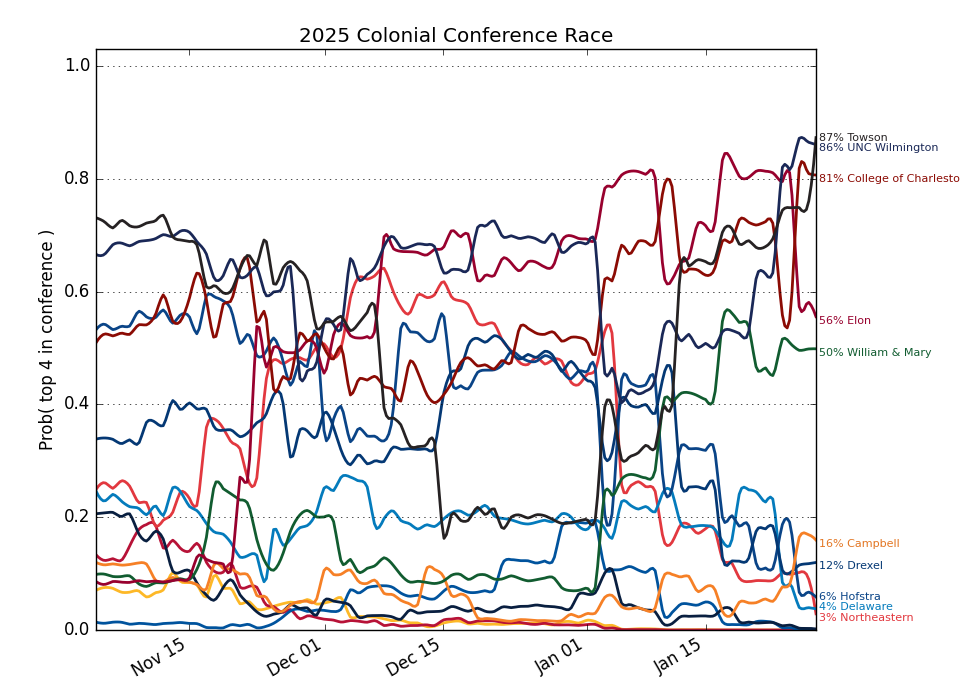 2025 Colonial Conference Race
Prob( top 4 in conference )
1.0
0.8
0.6
0.4
0.2
0.0
Nov 15
Dec 01
Dec 15
Jan 01
Jan 15
87% Towson
86% UNC Wilmington
81% College of Charlesto
56% Elon
50% William & Mary
16% Campbell
12% Drexel
6% Hofstra
4% Delaware
3% Northeastern